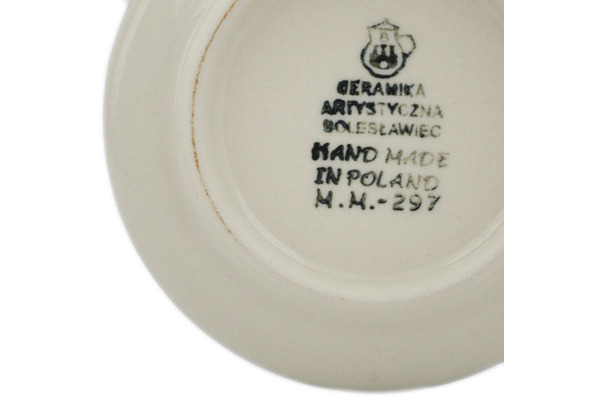 CERAMIKA
ARTYSTYCZNA
BOLESŁAWIEC
HAND MADE
IN POLAND
M.M.-297